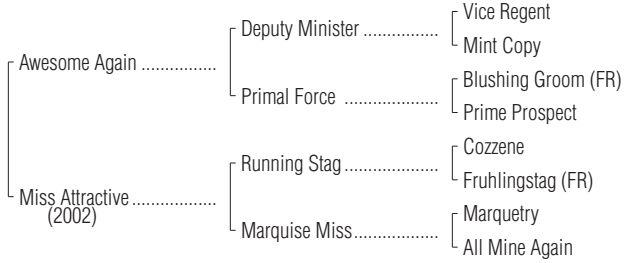 Vice Regent
Deputy Minister ..................
Mint Copy
Awesome Again ................
Blushing Groom (FR)
Primal Force .....................
Prime Prospect
Cozzene
Running Stag.....................
Fruhlingstag (FR)
Miss Attractive..................
(2002)
Marquetry
Marquise Miss...................
All Mine Again